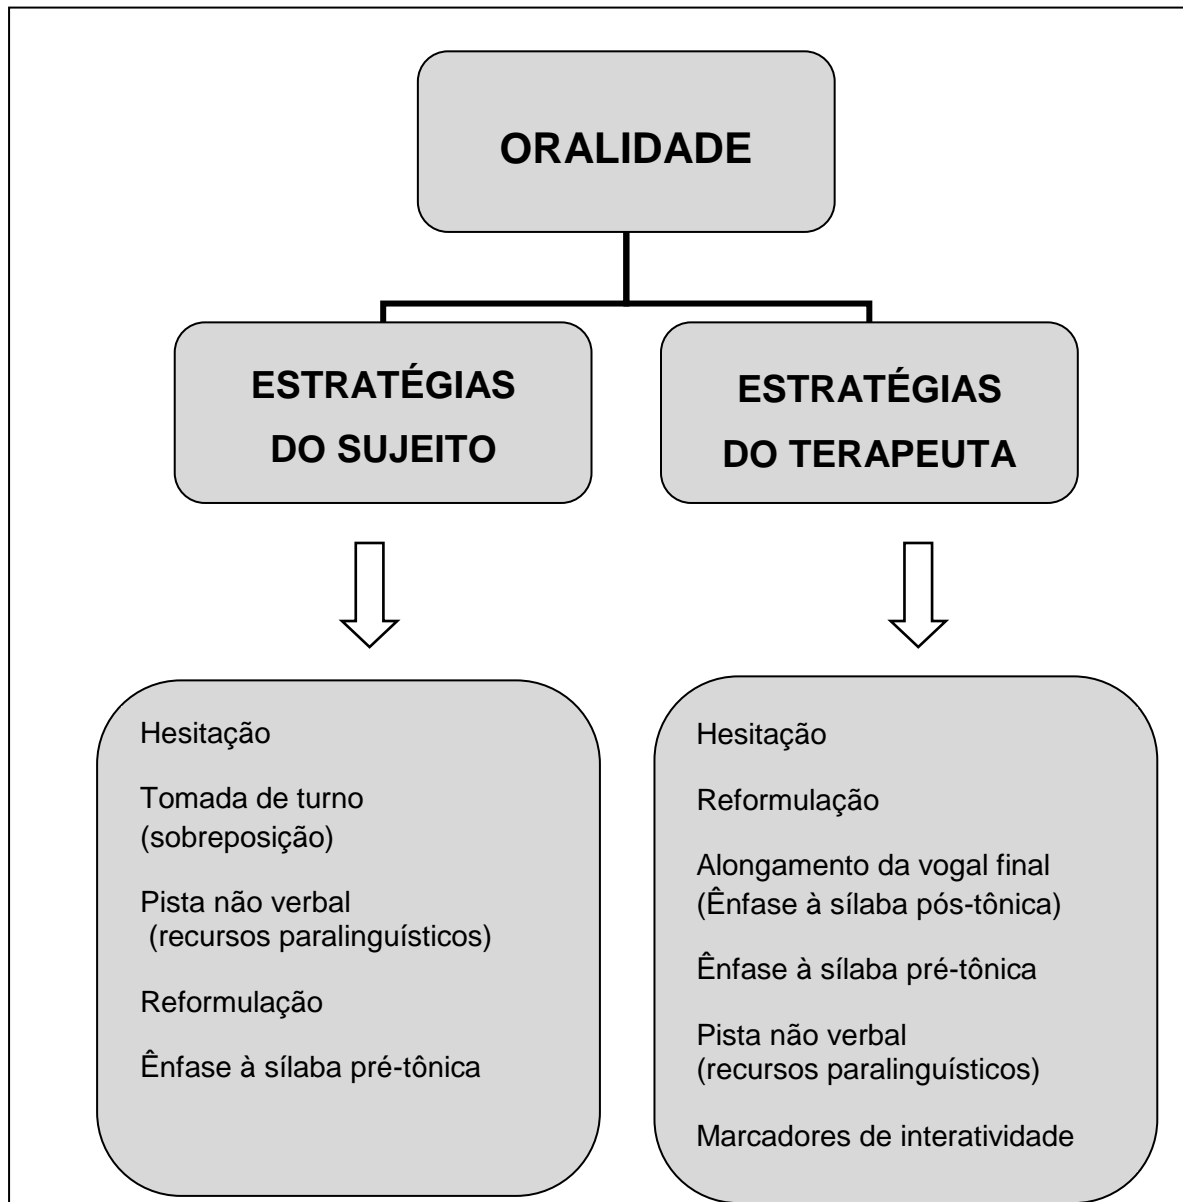 ORALIDADE
ESTRATÉGIAS
DO SUJEITO
ESTRATÉGIAS
DO TERAPEUTA
Hesitação
Tomada de turno
(sobreposição)
Pista não verbal
(recursos paralinguísticos)
Reformulação
Ênfase à sílaba pré-tônica
Hesitação
Reformulação
Alongamento da vogal final
(Ênfase à sílaba pós-tônica)
Ênfase à sílaba pré-tônica
Pista não verbal
(recursos paralinguísticos)
Marcadores de interatividade